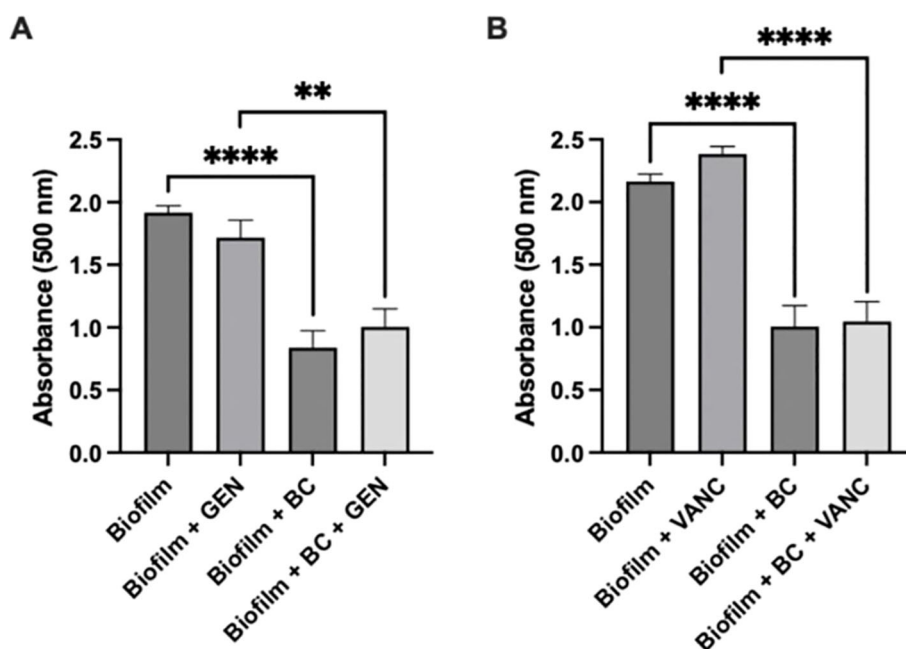 A
**
****
2.5
2.0
1.5
1.0
0.5
0.0
Absorbance (500 nm)
Biofilm
Biofilm + GEN
Biofilm + BC
Biofilm + BC + GEN
B
****
****
2.5
2.0
1.5
1.0
0.5
0.0
Absorbance (500 nm)
Biofilm
Biofilm + VANC
Biofilm + BC
Biofilm + BC + VANC